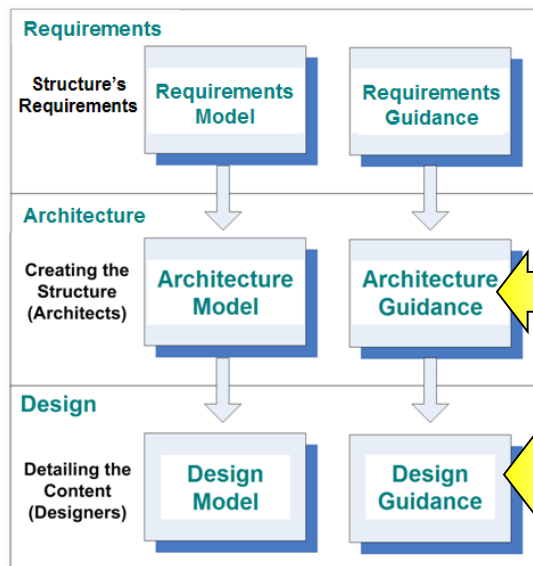 Requirements
Structure's
Requirements
Requirements
Model
Requirements
Guidance
Architecture
Creating the
Structure
(Architects)
Architecture
Model
Architecture
Guidance
Design
Detailing the
Content
(Designers)
Design
Model
Design
Guidance